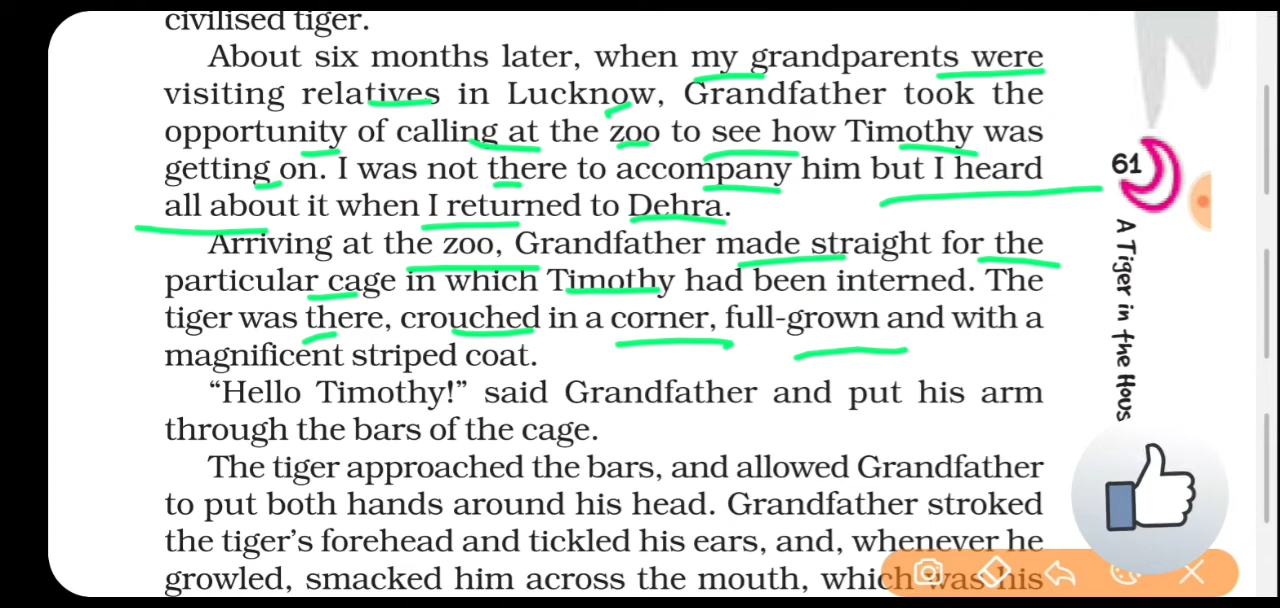 civilised tiger.
About six months later, when my grandparents were
visiting relatives in Lucknow, Grandfather took the
opportunity of calling at the zoo to see how Timothy was
getting on. I was not there to accompany him but I heard
all about it when I returned to Dehra.
Arriving at the zoo, Grandfather made straight for the
particular cage in which Timothy had been interned. The
tiger was there, crouched in a corner, full-grown and with a
magnificent striped coat.
“Hello Timothy!” said Grandfather and put his arm
through the bars of the cage.
The tiger approached the bars, and allowed Grandfather
to put both hands around his head. Grandfather stroked
the tiger’s forehead and tickled his ears, and, whenever he
growled, smacked him across the mouth, which was his
61
A Tiger in the Hous